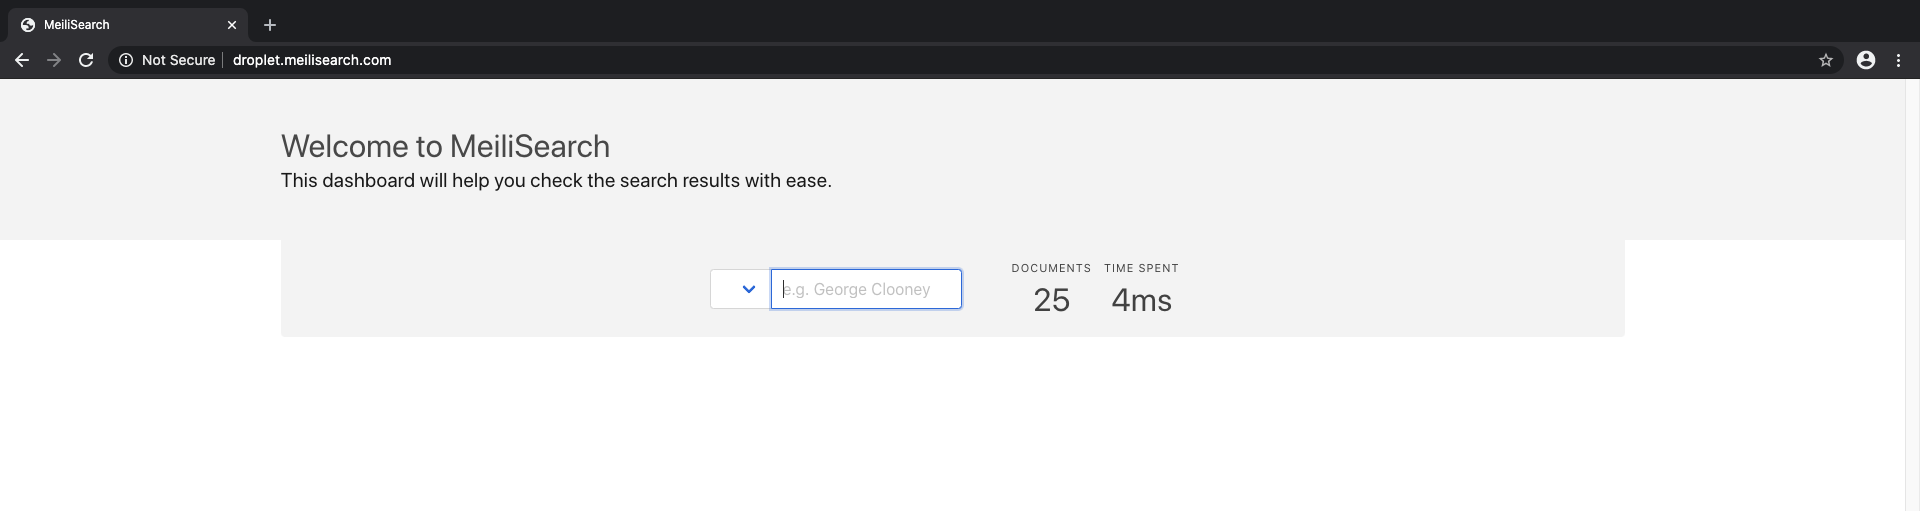 MeiliSearch
Not Secure droplet.meilisearch.com
Welcome to MeiliSearch
This dashboard will help you check the search results with ease.
DOCUMENTS TIME SPENT
e.g. George Clooney 25 4ms